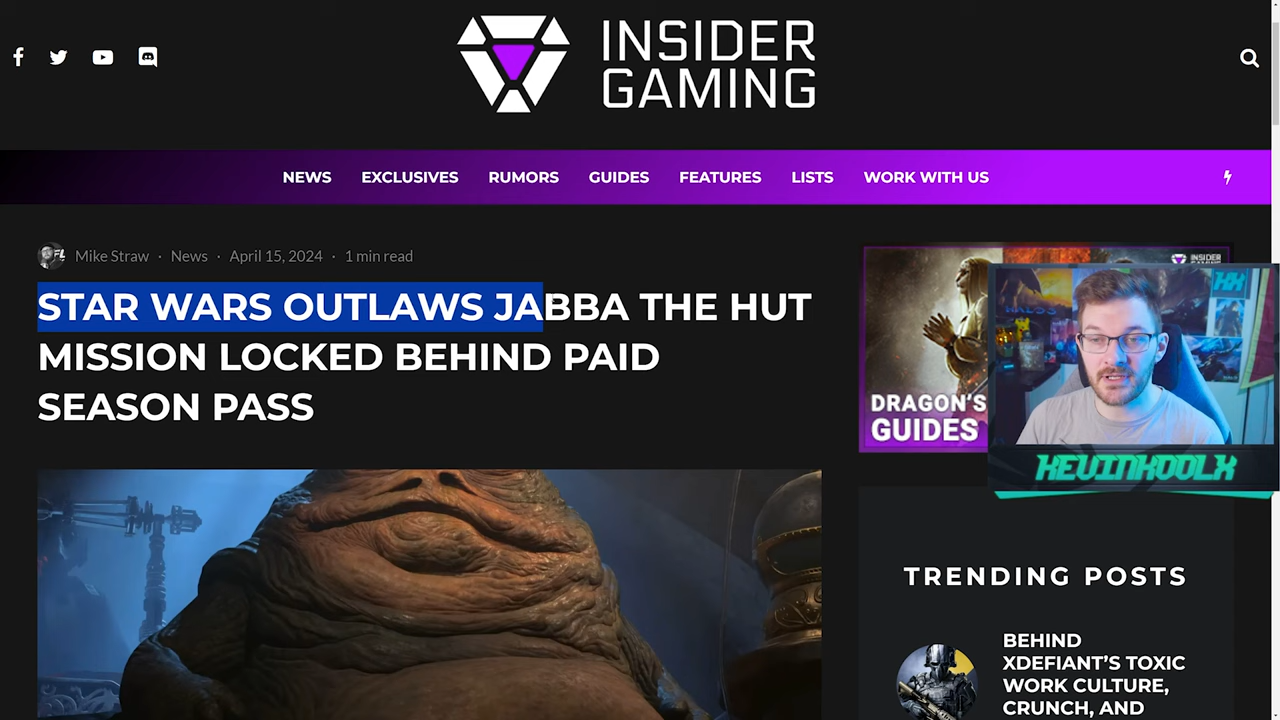 INSIDER
GAMING
NEWS EXCLUSIVES RUMORS GUIDES FEATURES LISTS WORK WITH US
Mike Straw · News · April 15, 2024 · 1 min read
STAR WARS OUTLAWS JABBA THE HUT
MISSION LOCKED BEHIND PAID
SEASON PASS
INSIDER
GAMING
DRAGON'S
GUIDES
KEVINKOOLX
TRENDING POSTS
BEHIND
XDEFIANT'S TOXIC
WORK CULTURE,
CRUNCH, AND